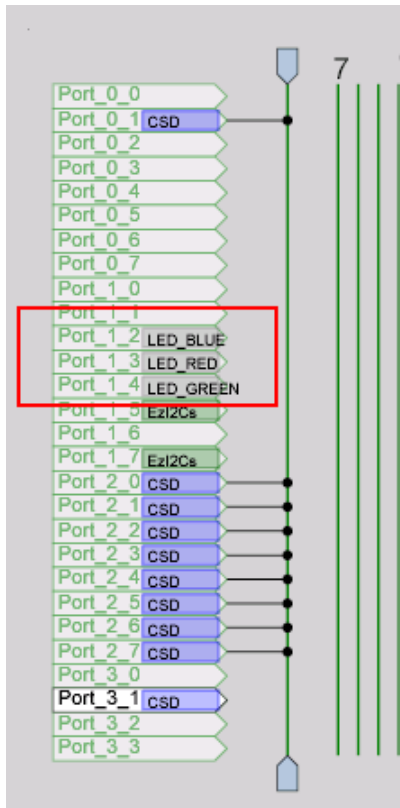 7
Port_0_0
Port_0_1 CSD
Port_0_2
Port_0_3
Port_0_4
Port_0_5
Port_0_6
Port_0_7
Port_1_0
Port_1_1
Port_1_2 LED_BLUE
Port_1_3 LED_RED
Port_1_4 LED_GREEN
Port_1_5 EzI2Cs
Port_1_6
Port_1_7 EzI2Cs
Port_2_0 CSD
Port_2_1 CSD
Port_2_2 CSD
Port_2_3 CSD
Port_2_4 CSD
Port_2_5 CSD
Port_2_6 CSD
Port_2_7 CSD
Port_3_0
Port_3_1 CSD
Port_3_2
Port_3_3